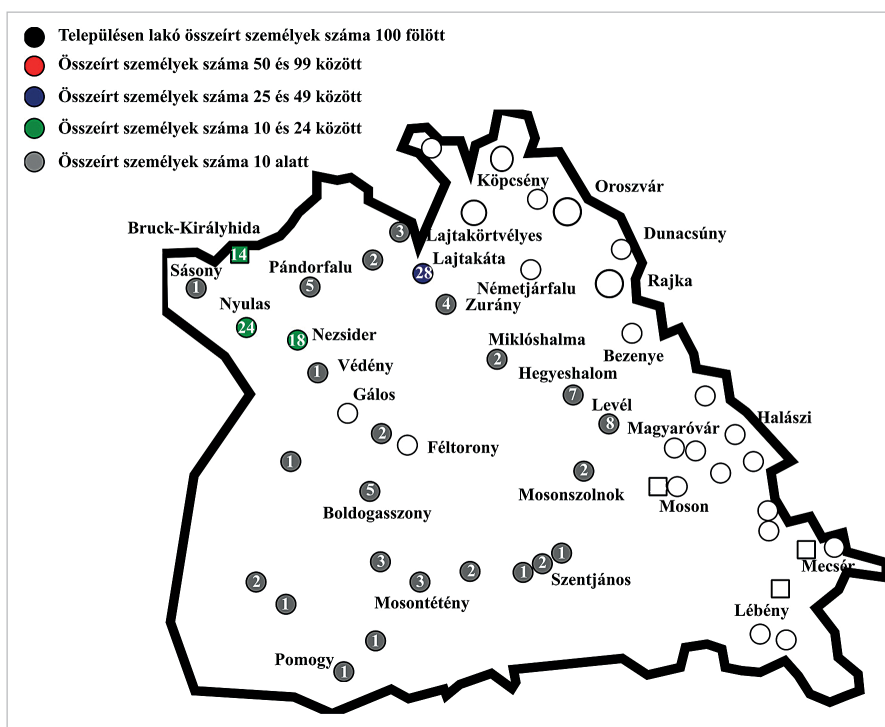 Településen lakó összeírt személyek száma 100 fölött
Összeírt személyek száma 50 és 99 között
Összeírt személyek száma 25 és 49 között
Összeírt személyek száma 10 és 24 között
Összeírt személyek száma 10 alatt
Köpcsény
Oroszvár
Bruck-Királyhida
14
3
Lajtakörtvélyes
Dunacsúny
Sásony
1
Pándorfalu
5
2
Lajtakáta
28
Németjárfalu
Rajka
Nyulas
24
4
Zurány
18
Nezsider
Miklóshalma
2
Bezenye
Védény
1
Hegyeshalom
7
Gálos
Levél
8
Magyaróvár
Halászi
2
Féltorony
1
2
Mosonszolnok
Moson
5
Boldogasszony
3
2
1
2
1
Szentjános
Mecsér
2
3
Mosontétény
1
Lébény
1
Pomogy
1